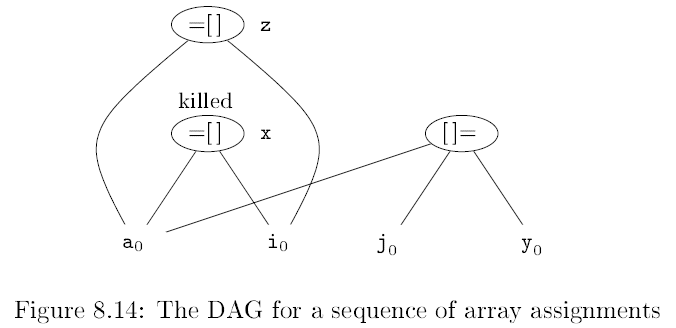 =[] z
killed
=[] x []=
a0 i0 j0 y0
Figure 8.14: The DAG for a sequence of array assignments